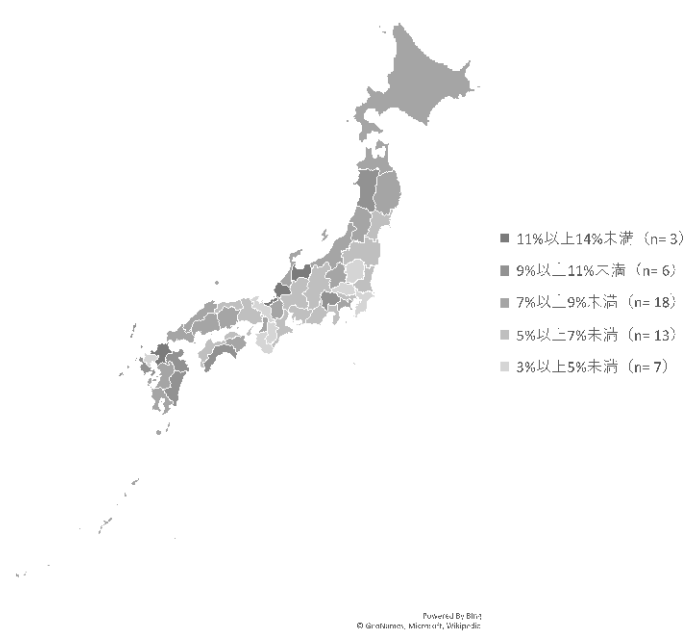 11%以上14%未満（n= 3）
9%以上11%未満（n= 6）
7%以上9%未満（n= 18）
5%以上7%未満（n= 13）
3%以上5%未満（n= 7）
Powered By Bing
© GeoNames, Microsoft, Wikipedia